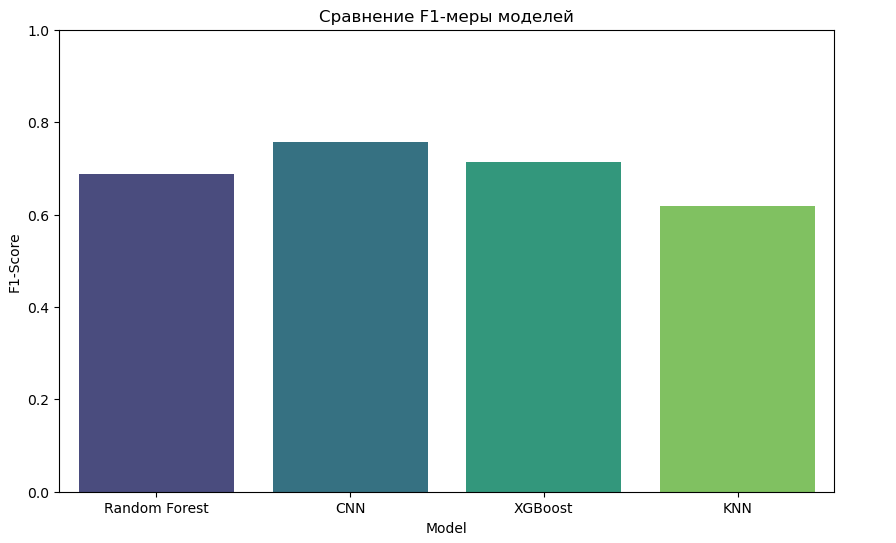 Сравнение F1-меры моделей
1.0
0.8
0.6
0.4
0.2
0.0
F1-Score
Random Forest
CNN
XGBoost
KNN
Model